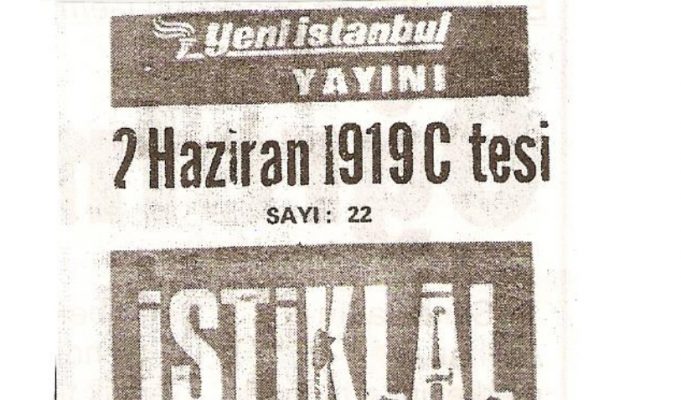 Yeni istanbul
YAYINI
2 Haziran 1919 C tesi
SAYI: 22
İSTİKLÂL